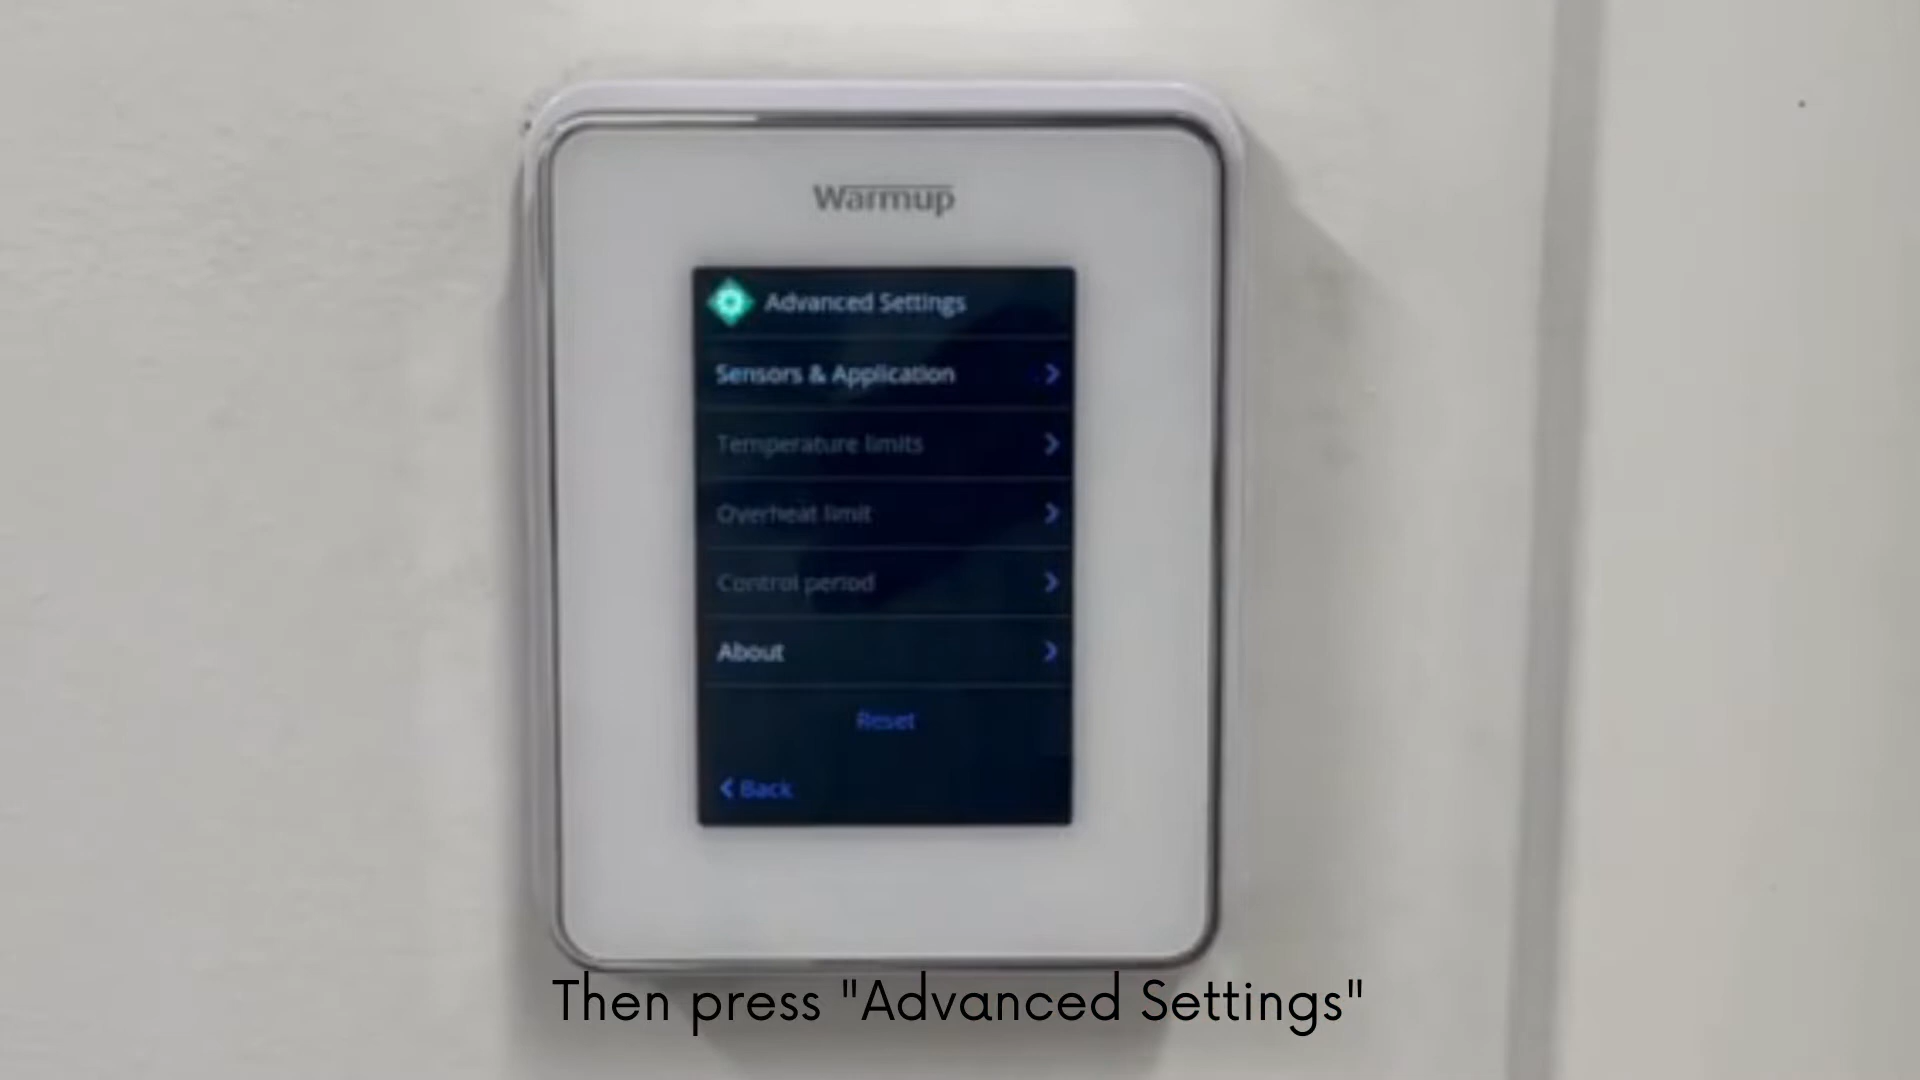 Warmup
Advanced Settings
Sensors & Application
Temperature limits
Overheat limit
Control period
About
Reset
Back
Then press "Advanced Settings"